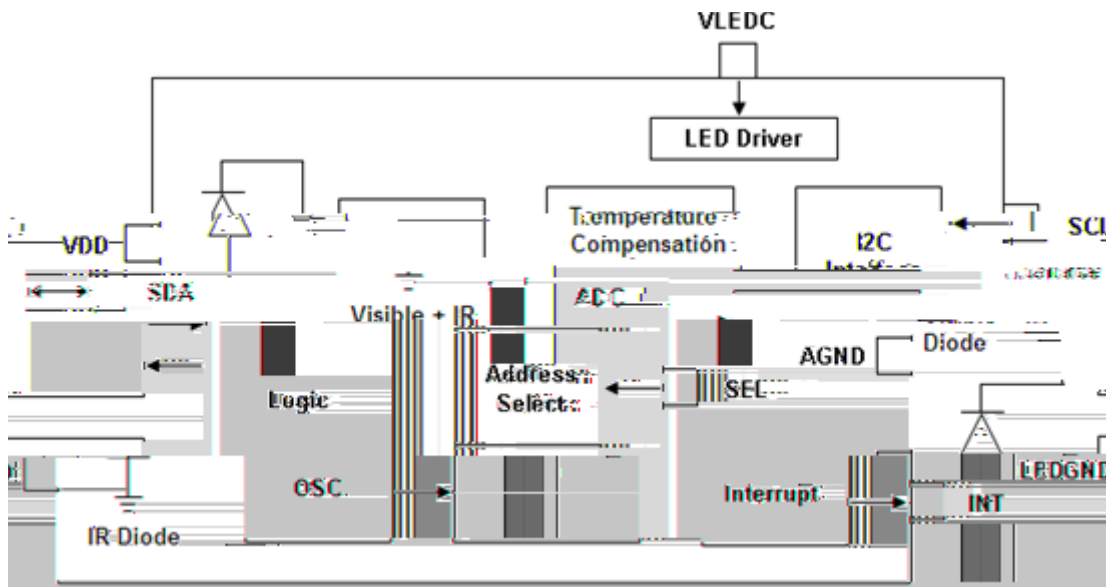 VLEDC
LED Driver
Temperature
Compensation
VDD
I2C
SDA
ADC
Visible + IR
AGND
Diode
Address
Select
SEL
Logic
OSC
Interrupt
LEDGND
INT
IR Diode